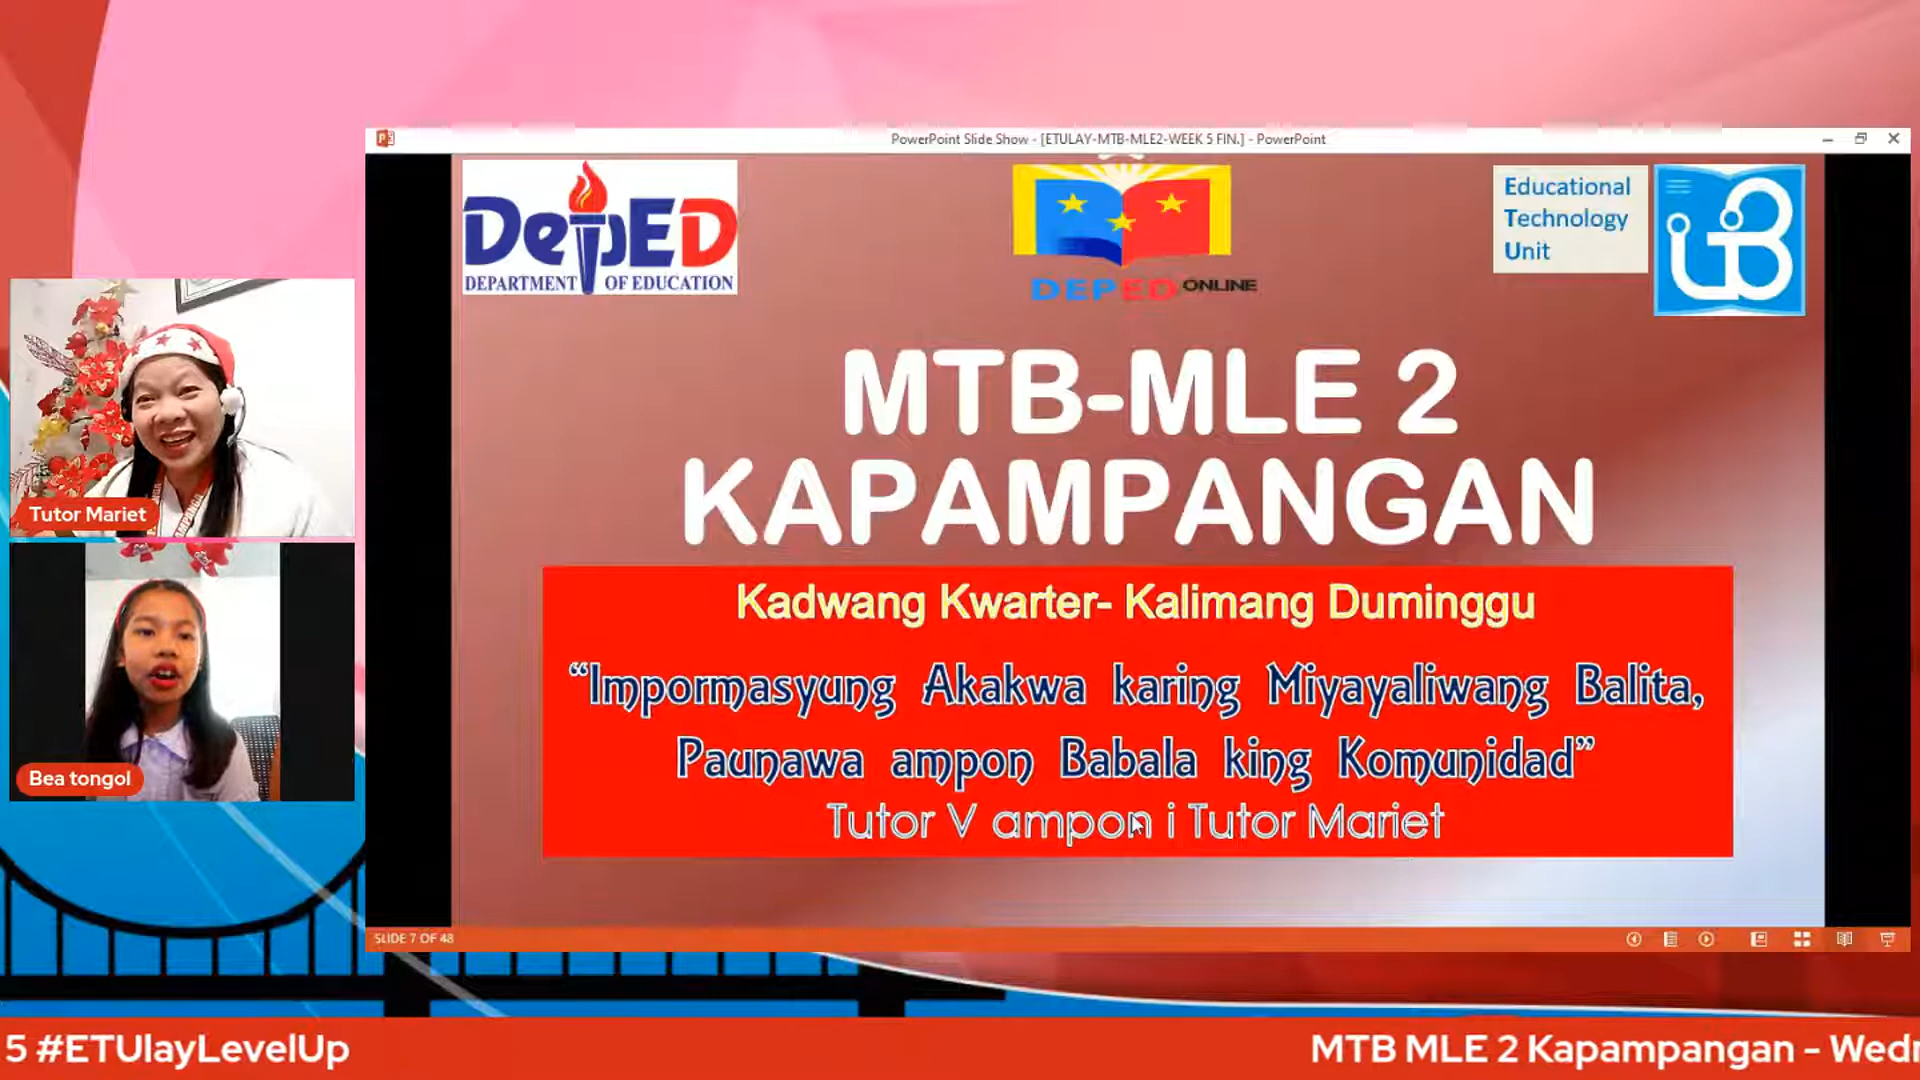 PowerPoint Slide Show - [ETULAY-MTB-MLE2-WEEK 5 FIN.] - PowerPoint
DepED
DEPARTMENT OF EDUCATION
DEPED ONLINE
Educational
Technology
Unit
MTB-MLE 2
KAPAMPANGAN
Kadwang Kwarter- Kalimang Duminggu
“Impormasyung Akakwa karing Miyayaliwang Balita,
Paunawa ampon Babala king Komunidad”
Tutor V ampon i Tutor Mariet
Tutor Mariet
Bea tongol
SLIDE 7 OF 48
5 #ETUlayLevelUp
MTB MLE 2 Kapampangan - Wedn